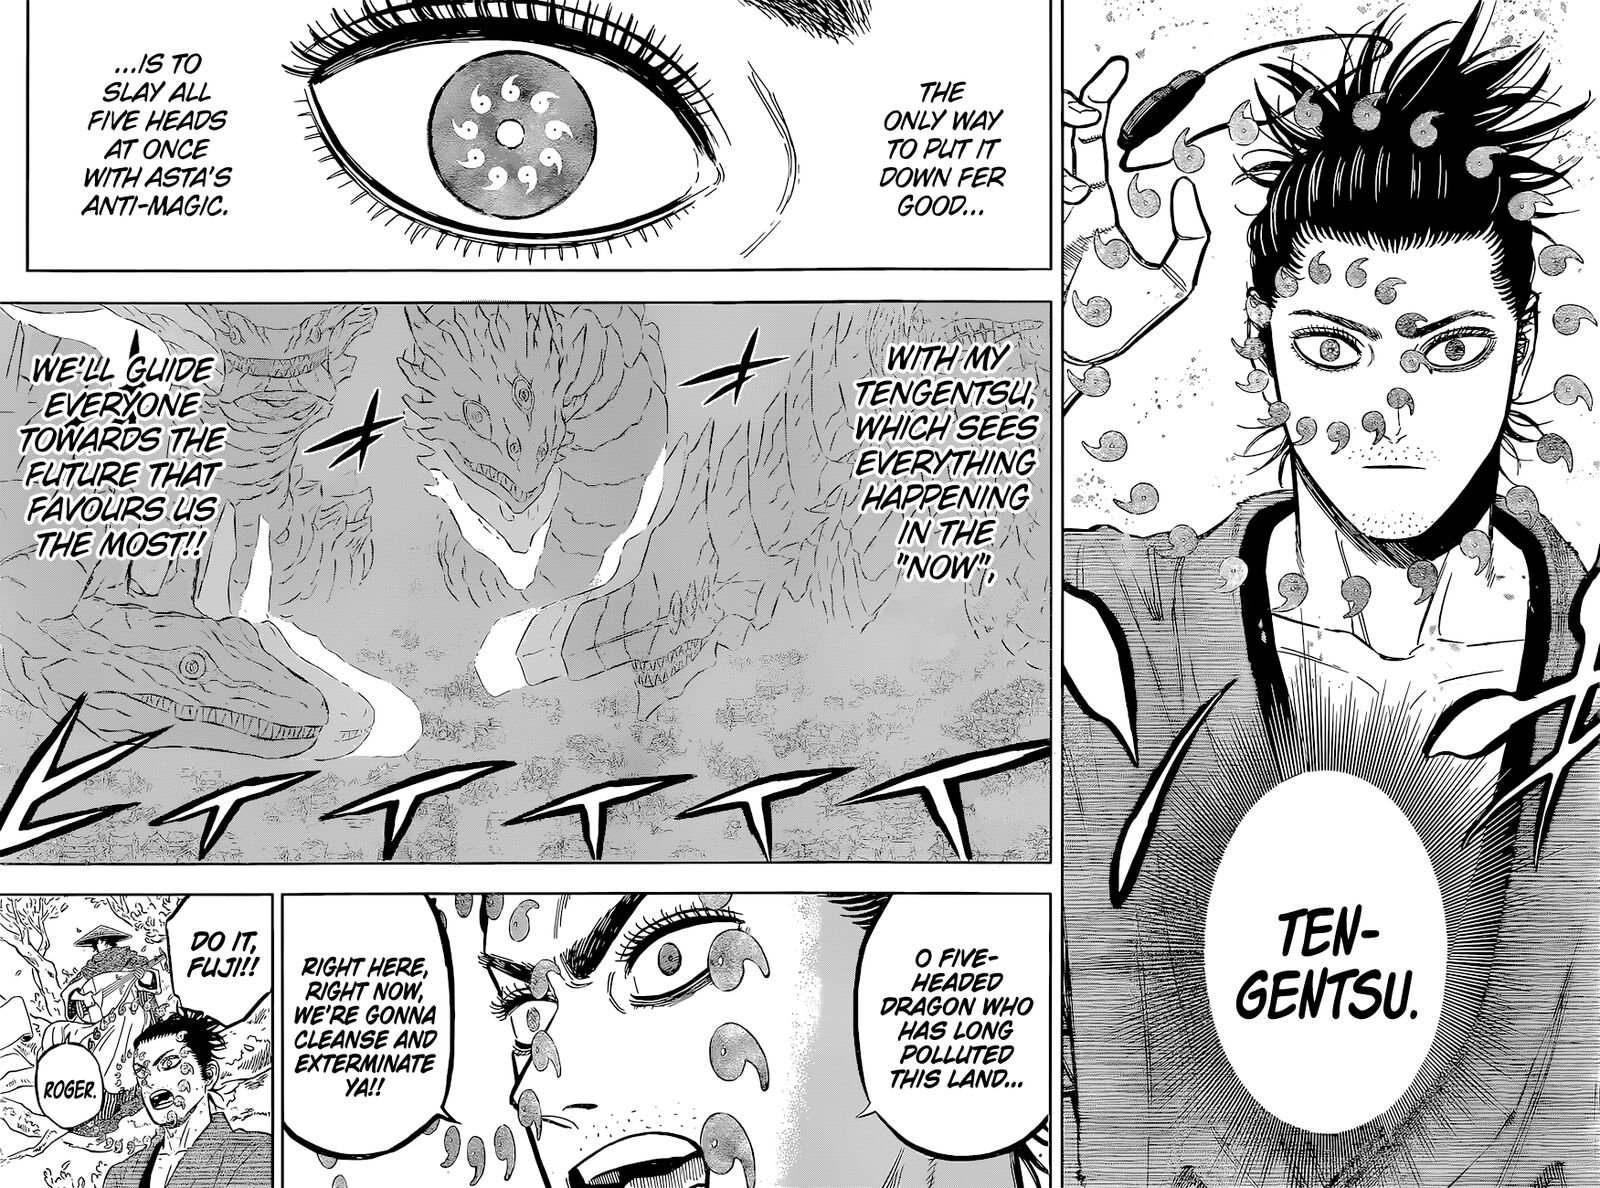 TEN-
GENTSU.
THE
ONLY WAY
TO PUT IT
DOWN FER
GOOD...
...IS TO
SLAY ALL
FIVE HEADS
AT ONCE
WITH ASTA'S
ANTI-MAGIC.
WITH MY
TENGENTSU,
WHICH SEES
EVERYTHING
HAPPENING
IN THE
"NOW",
WE'LL GUIDE
EVERYONE
TOWARDS THE
FUTURE THAT
FAVOURS US
THE MOST!!
O FIVE-
HEADED
DRAGON WHO
HAS LONG
POLLUTED
THIS LAND...
RIGHT HERE,
RIGHT NOW,
WE'RE GONNA
CLEANSE AND
EXTERMINATE
YA!!
DO IT,
FUJI!!
ROGER.